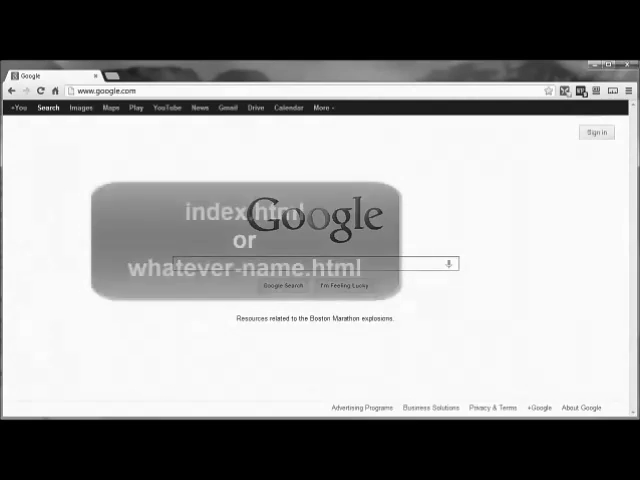 Google
www.google.com
+You Search Images Maps Play YouTube News Gmail Drive Calendar More
Sign in
Google
index.html
or
whatever-name.html
Google Search I'm Feeling Lucky
Resources related to the Boston Marathon explosions.
Advertising Programs Business Solutions Privacy & Terms +Google About Google